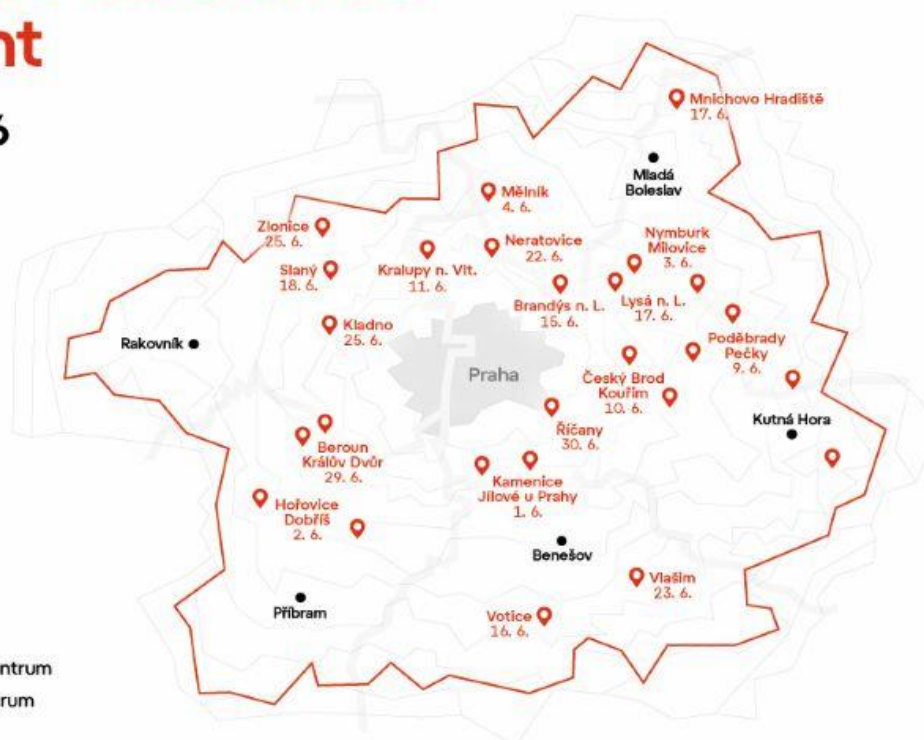 nt
6
Mnichovo Hradiště
17. 6.
Mladá
Boleslav
Mělník
4. 6.
Zlonice
25. 6.
Neratovice
22. 6.
Nymburk
Milovice
3. 6.
Slaný
18. 6.
Kralupy n. Vlt.
11. 6.
Brandýs n. L.
15. 6.
Lysá n. L.
17. 6.
Kladno
25. 6.
Rakovník
Poděbrady
Pečky
9. 6.
Praha
Český Brod
Kouřim
10. 6.
Kutná Hora
Říčany
30. 6.
Beroun
Králův Dvůr
29. 6.
Kamenice
Jílové u Prahy
1. 6.
Hořovice
Dobříš
2. 6.
Benešov
Vlašim
23. 6.
Příbram
Votice
16. 6.
ntrum
rum